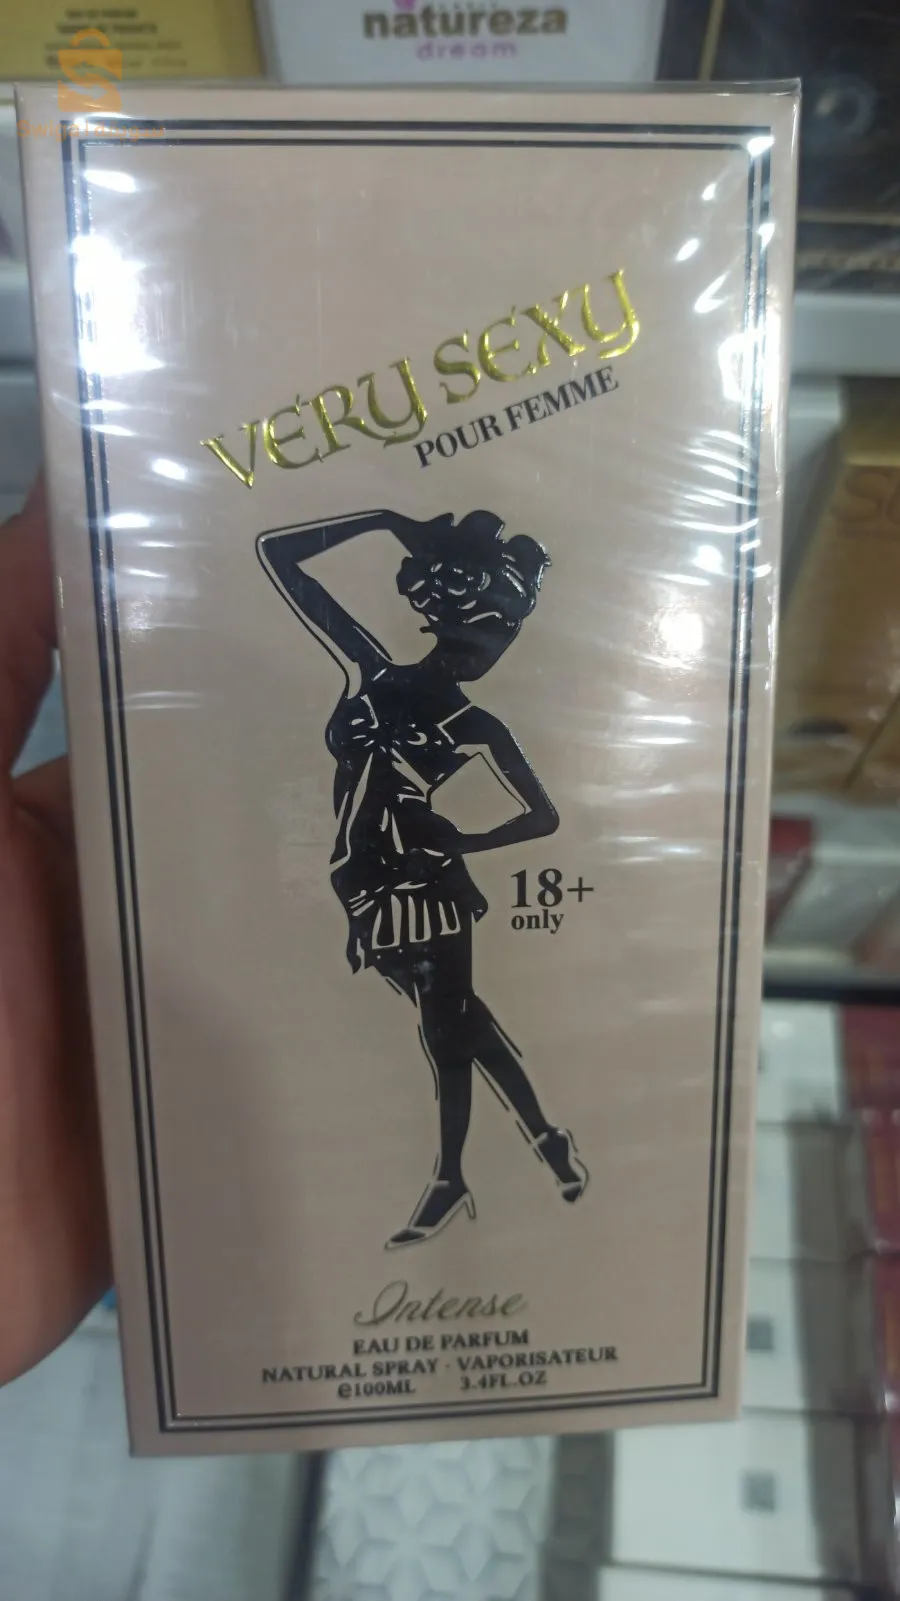 natureza
dream
VERY SEXY
POUR FEMME
18+
only
Intense
EAU DE PARFUM
NATURAL SPRAY · VAPORISATEUR
e100ML 3.4FL.OZ